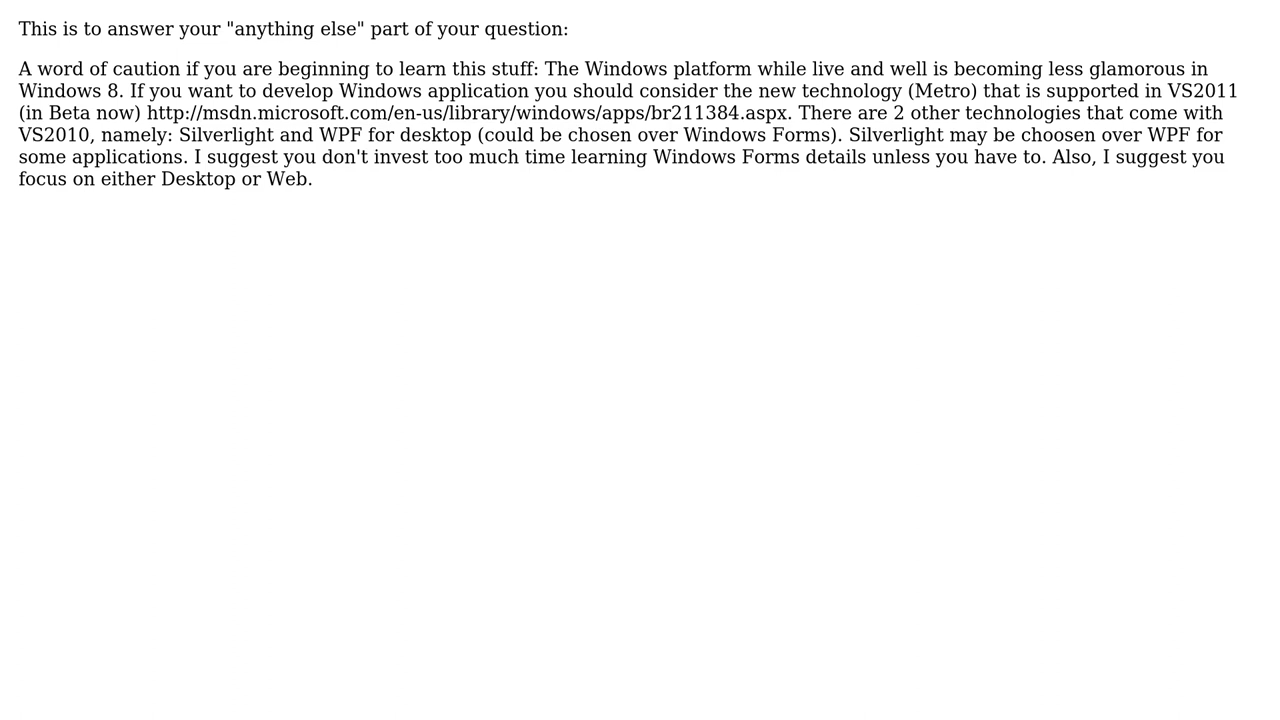 This is to answer your "anything else" part of your question:
A word of caution if you are beginning to learn this stuff: The Windows platform while live and well is becoming less glamorous in
Windows 8. If you want to develop Windows application you should consider the new technology (Metro) that is supported in VS2011
(in Beta now) http://msdn.microsoft.com/en-us/library/windows/apps/br211384.aspx. There are 2 other technologies that come with
VS2010, namely: Silverlight and WPF for desktop (could be chosen over Windows Forms). Silverlight may be choosen over WPF for
some applications. I suggest you don't invest too much time learning Windows Forms details unless you have to. Also, I suggest you
focus on either Desktop or Web.